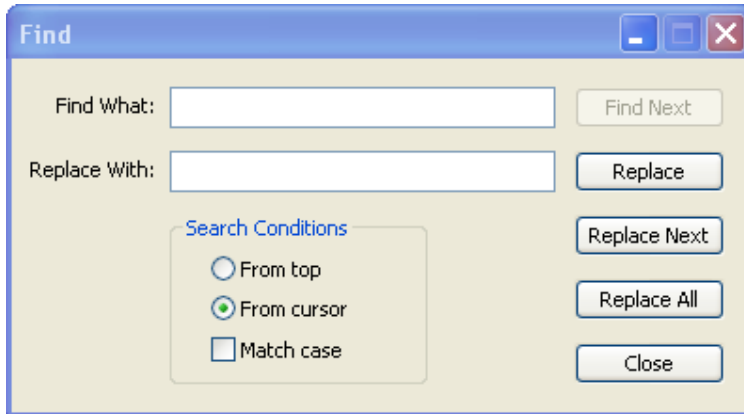 Find
Find What:
Find Next
Replace With:
Replace
Search Conditions
Replace Next
From top
From cursor
Replace All
Match case
Close